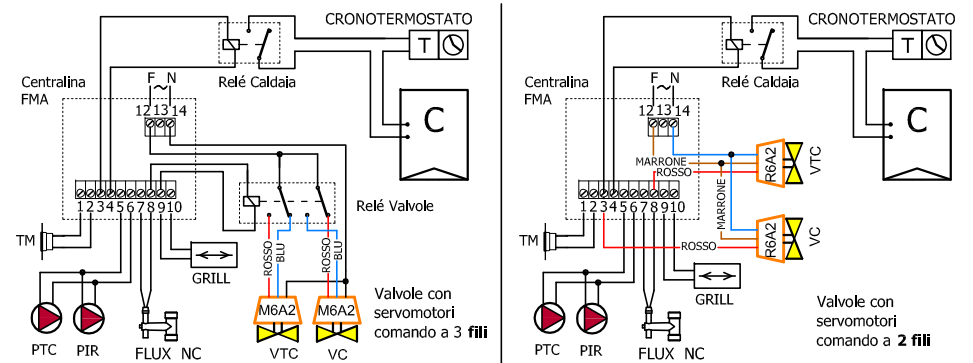 CRONOTERMOSTATO
T
Relé Caldaia
Centralina
FMA
F ~ N
12 13 14
C
1 2 3 4 5 6 7 8 9 10
Relé Valvole
TM
GRILL
ROSSO
BLU
ROSSO
BLU
M6A2
M6A2
PTC
PIR
FLUX NC
VTC
VC
Valvole con
servomotori
comando a 3 fili
CRONOTERMOSTATO
T
Relé Caldaia
Centralina
FMA
F ~ N
12 13 14
C
MARRONE
ROSSO
R6A2
VTC
1 2 3 4 5 6 7 8 9 10
MARRONE
ROSSO
R6A2
VC
TM
GRILL
PTC
PIR
FLUX NC
Valvole con
servomotori
comando a 2 fili